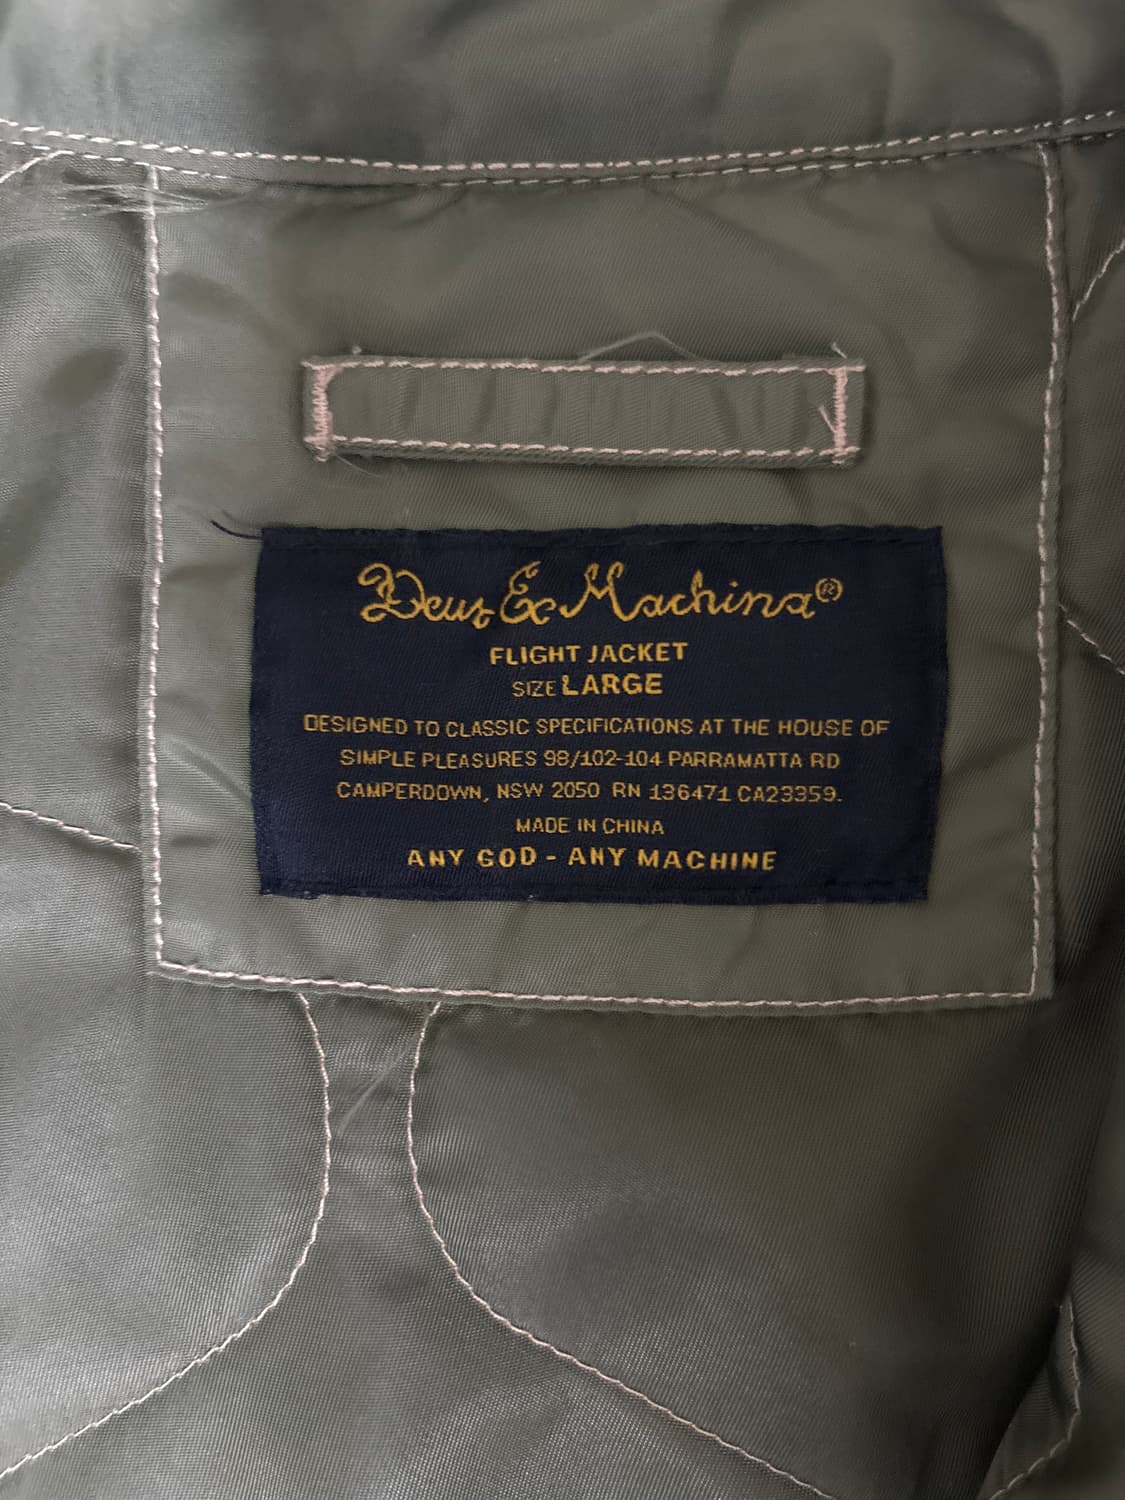 Deus Ex Machina®
FLIGHT JACKET
SIZE LARGE
DESIGNED TO CLASSIC SPECIFICATIONS AT THE HOUSE OF
SIMPLE PLEASURES 98/102-104 PARRAMATTA RD
CAMPERDOWN, NSW 2050 RN 136471 CA23359.
MADE IN CHINA
ANY GOD - ANY MACHINE